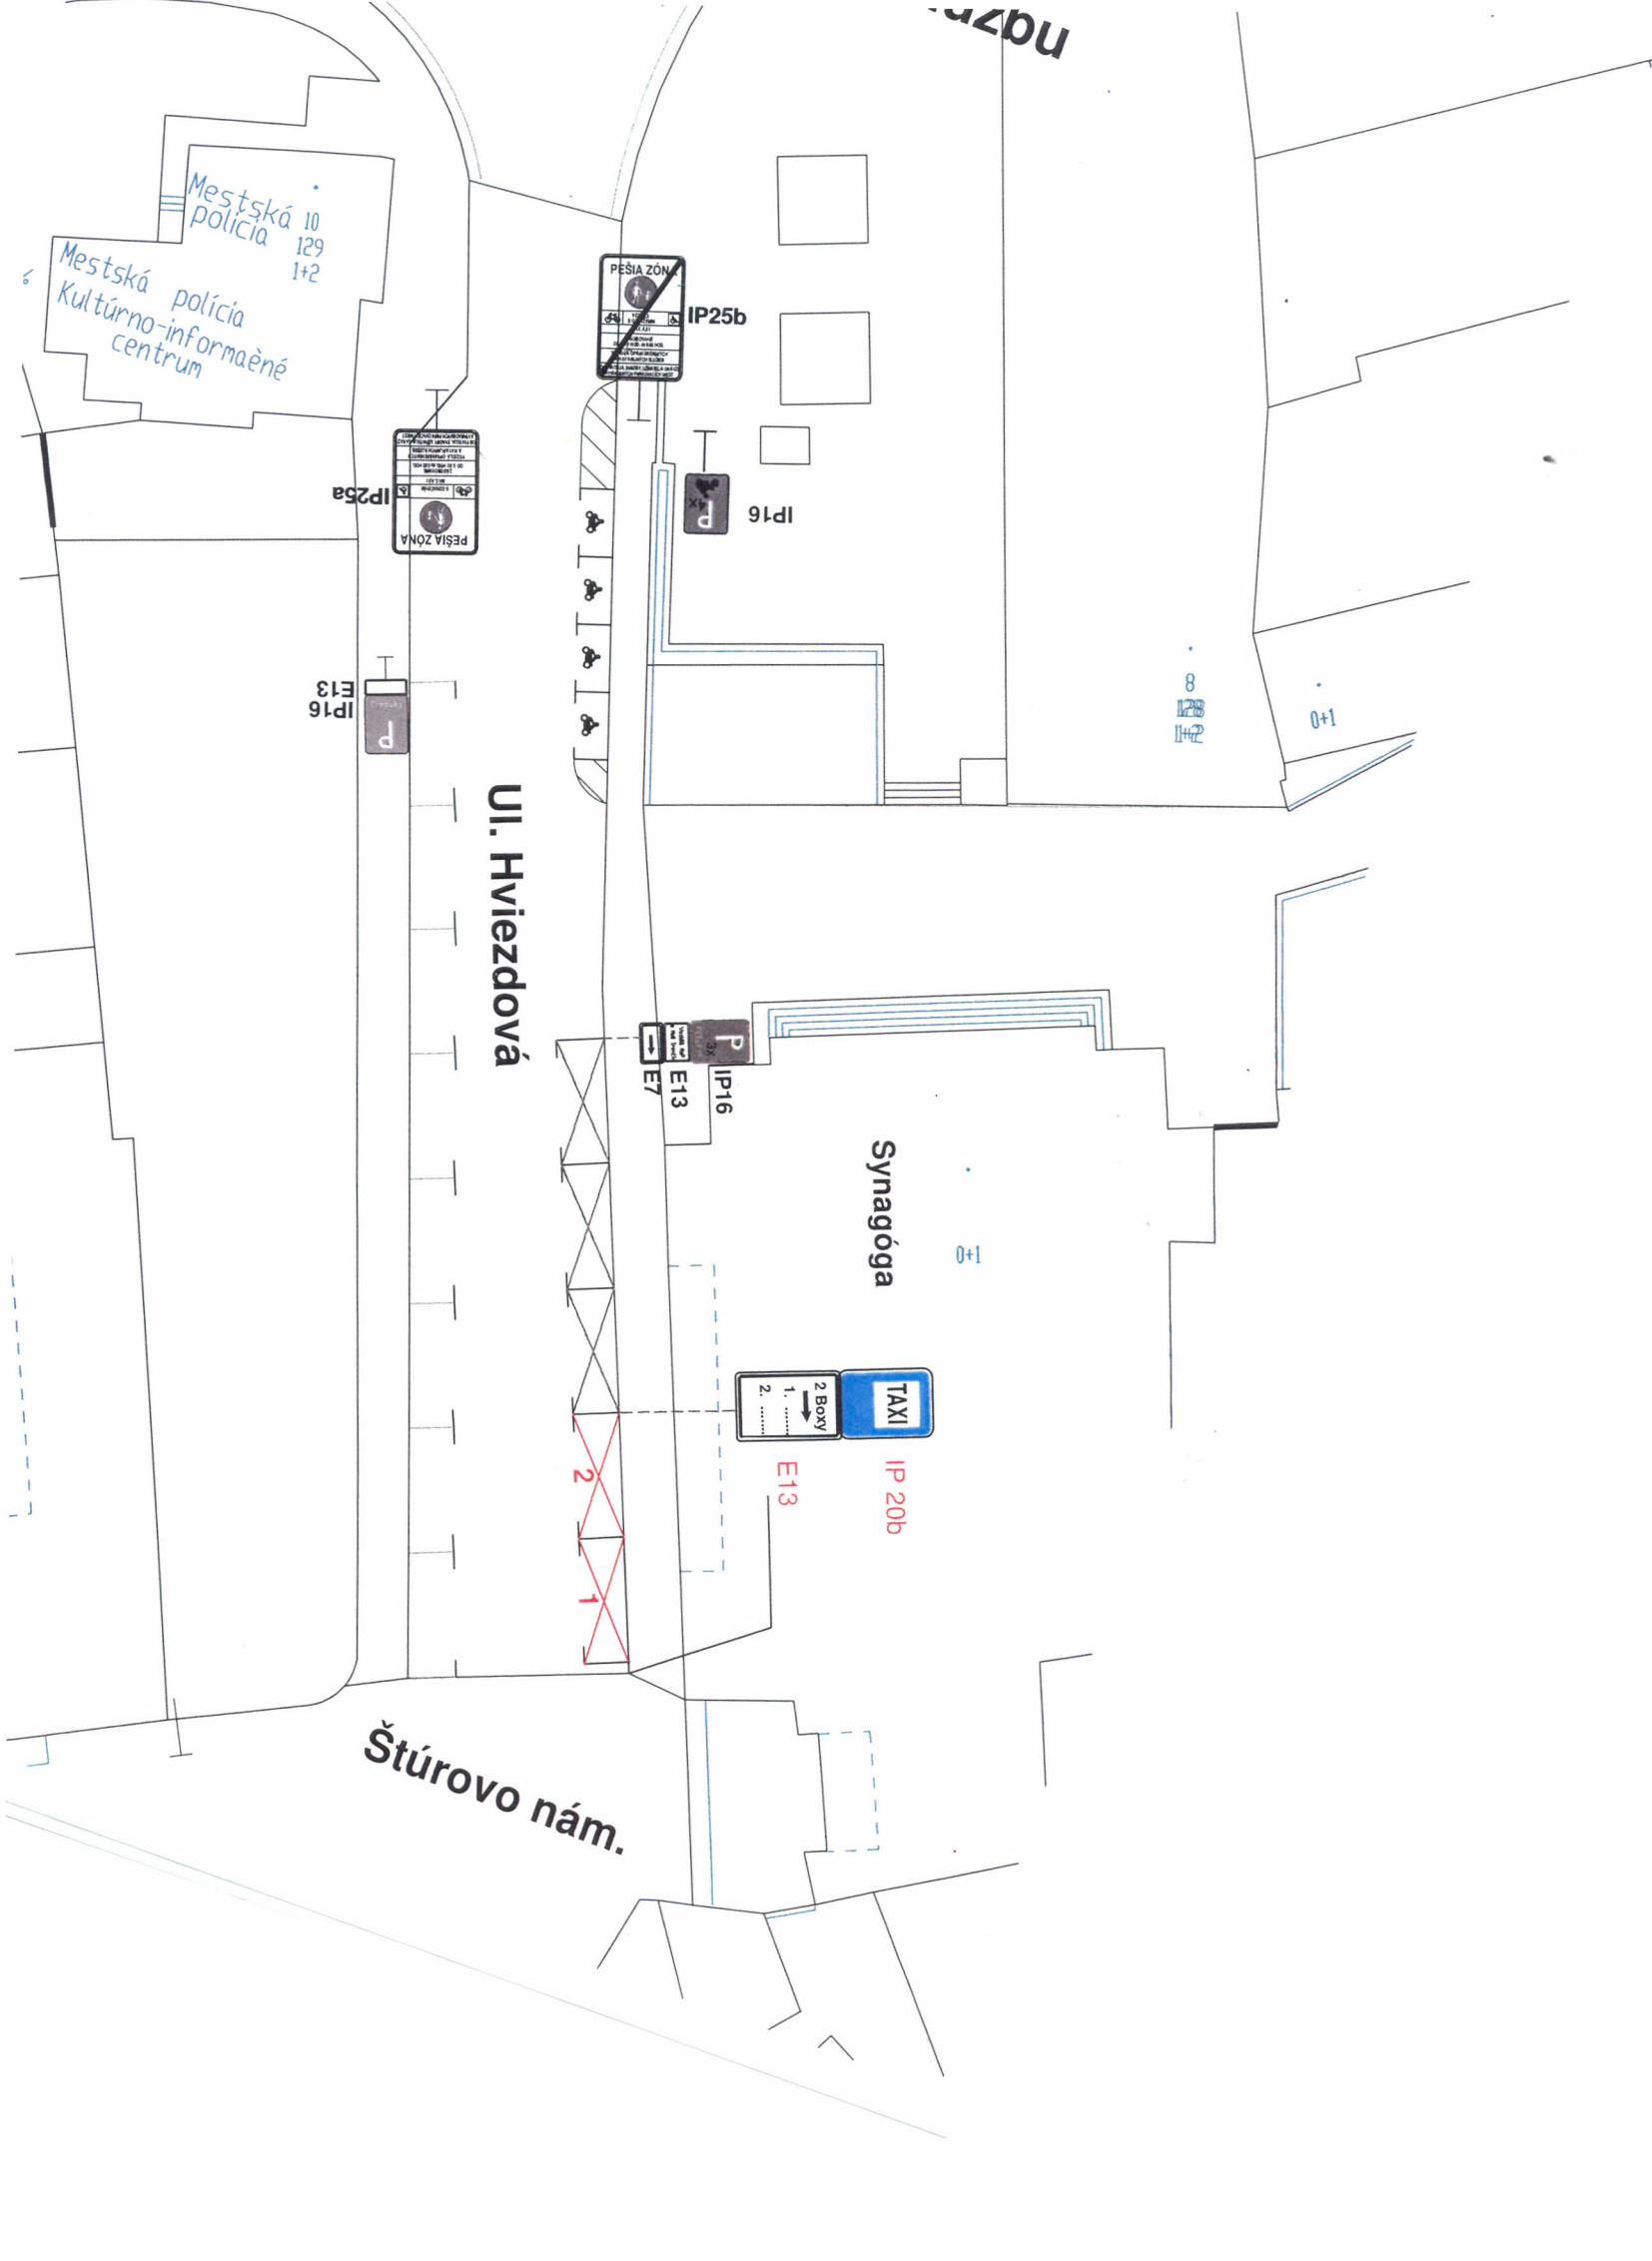 Mestská 10
polícia 129
1+2
Mestská polícia
Kultúrno-informaèné
centrum
PEŠIA ZÓNA
IP25b
IP25a
PEŠIA ZÓNA
P
4x
IP16
E13
IP16
P
8
128
1+2
0+1
Ul. Hviezdová
P
3x
IP16
E13
E7
Synagóga
0+1
TAXI
2 Boxy
1. ........
2. ........
IP 20b
E13
2
1
Štúrovo nám.